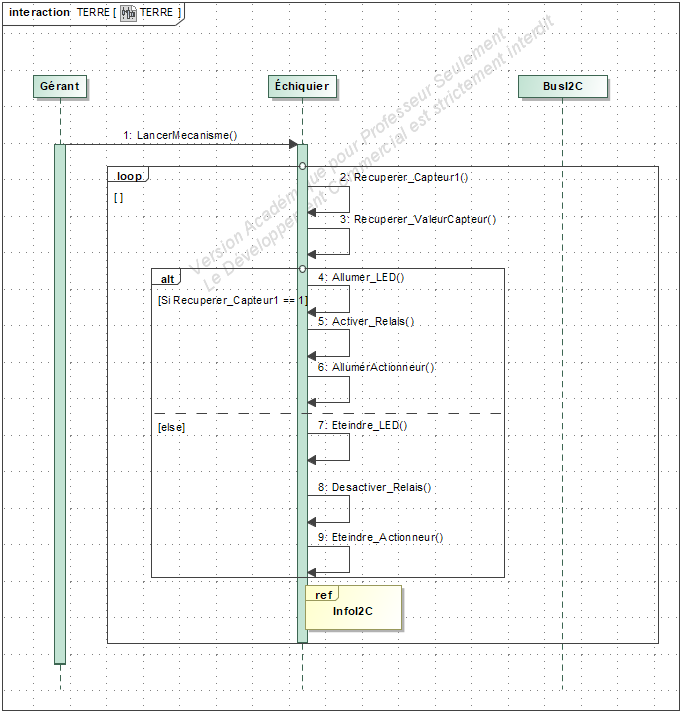 interaction TERRE [ TERRE ]
Gérant
Échiquier
BusI2C
Version Académique pour Professeur Seulement
Le Développement Commercial est strictement interdit
1: LancerMecanisme()
loop
[ ]
2: Recuperer_Capteur1()
3: Recuperer_ValeurCapteur()
alt
[Si Recuperer_Capteur1 == 1]
4: Allumer_LED()
5: Activer_Relais()
6: AllumerActionneur()
[else]
7: Eteindre_LED()
8: Desactiver_Relais()
9: Eteindre_Actionneur()
ref
InfoI2C